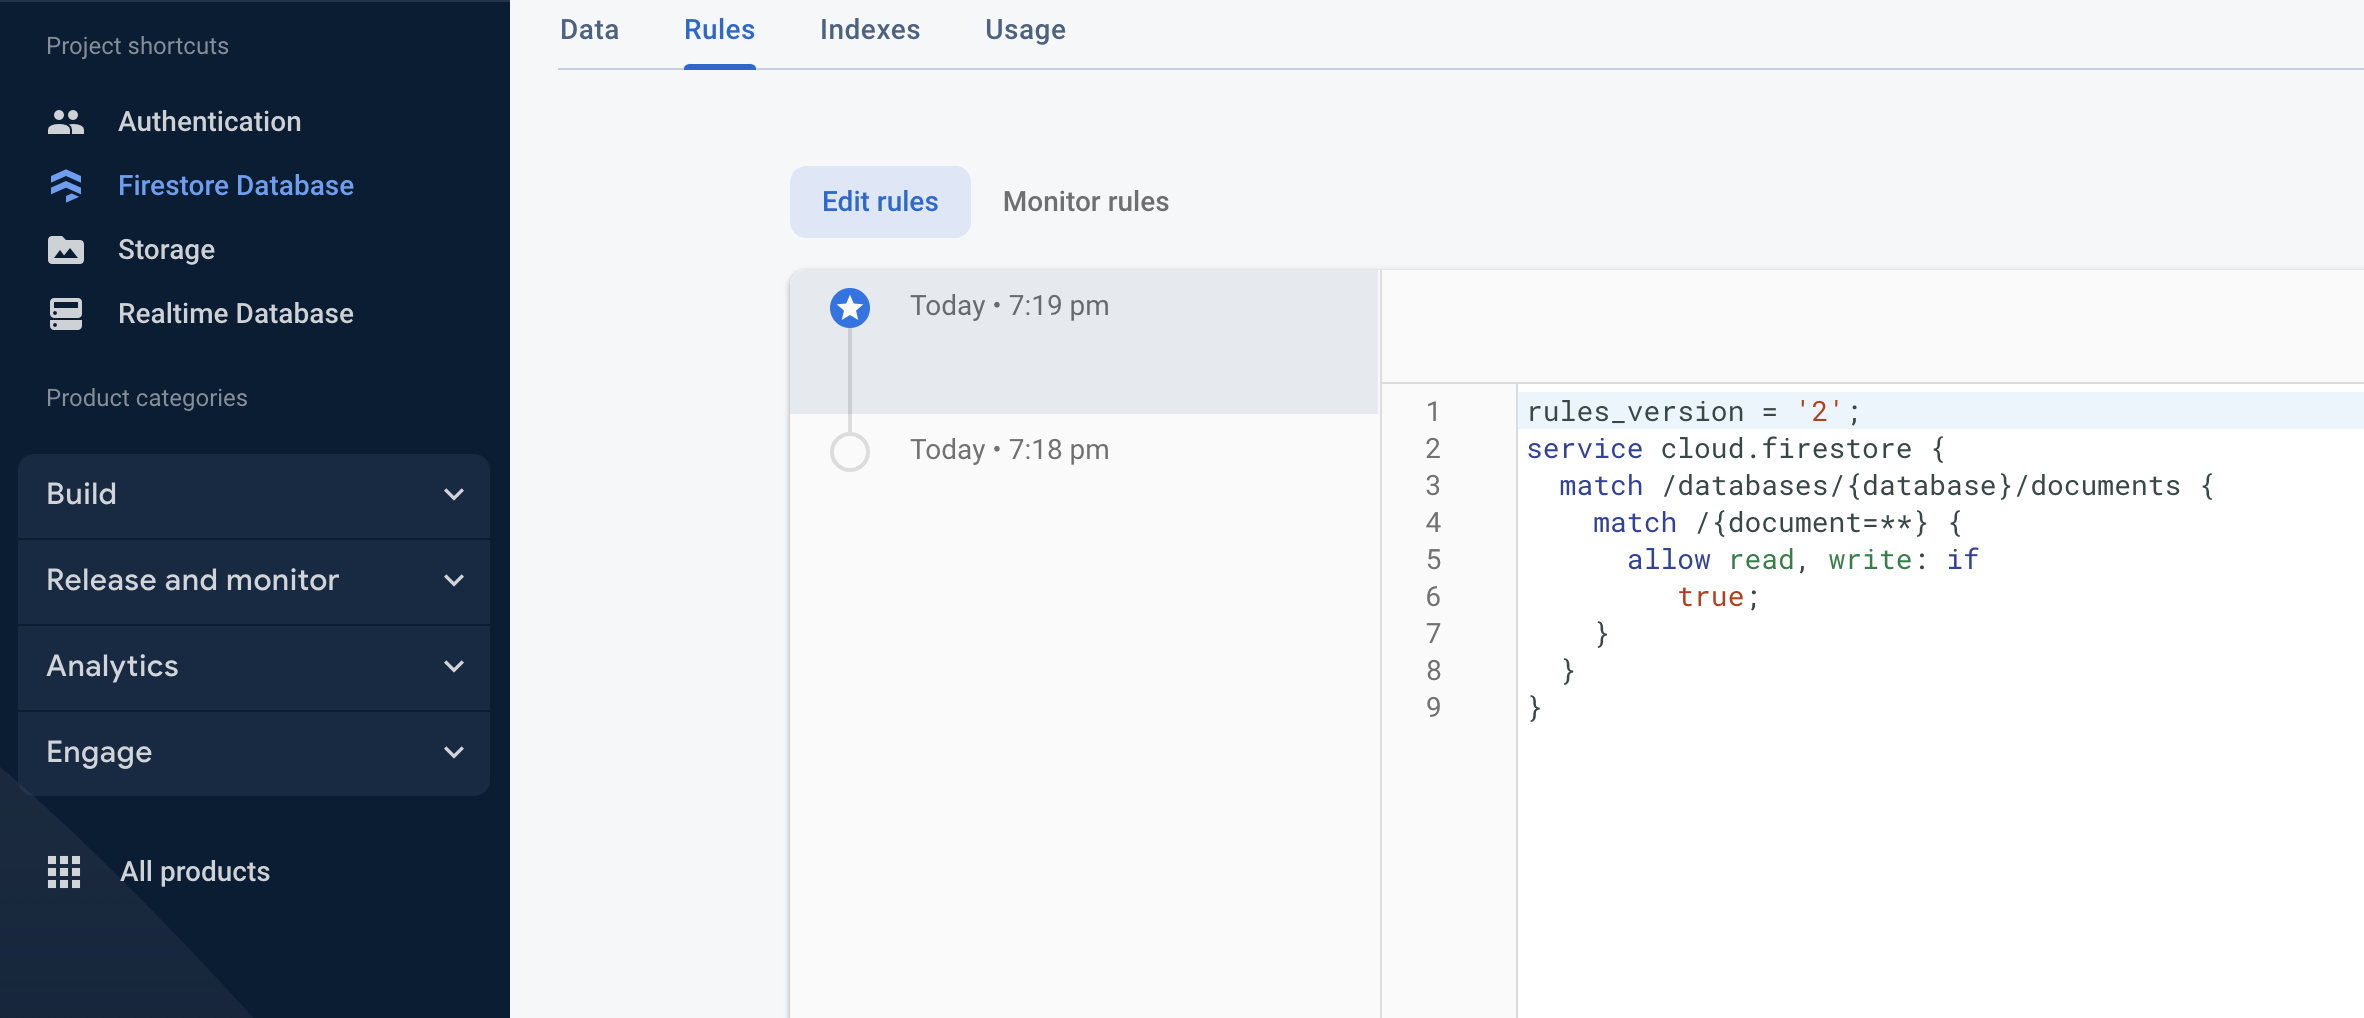 Project shortcuts
Authentication
Firestore Database
Storage
Realtime Database
Product categories
Build
Release and monitor
Analytics
Engage
All products
Data Rules Indexes Usage
Edit rules Monitor rules
Today • 7:19 pm
Today • 7:18 pm
1 rules_version = '2';
2 service cloud.firestore {
3   match /databases/{database}/documents {
4     match /{document=**} {
5       allow read, write: if
6          true;
7     }
8   }
9 }